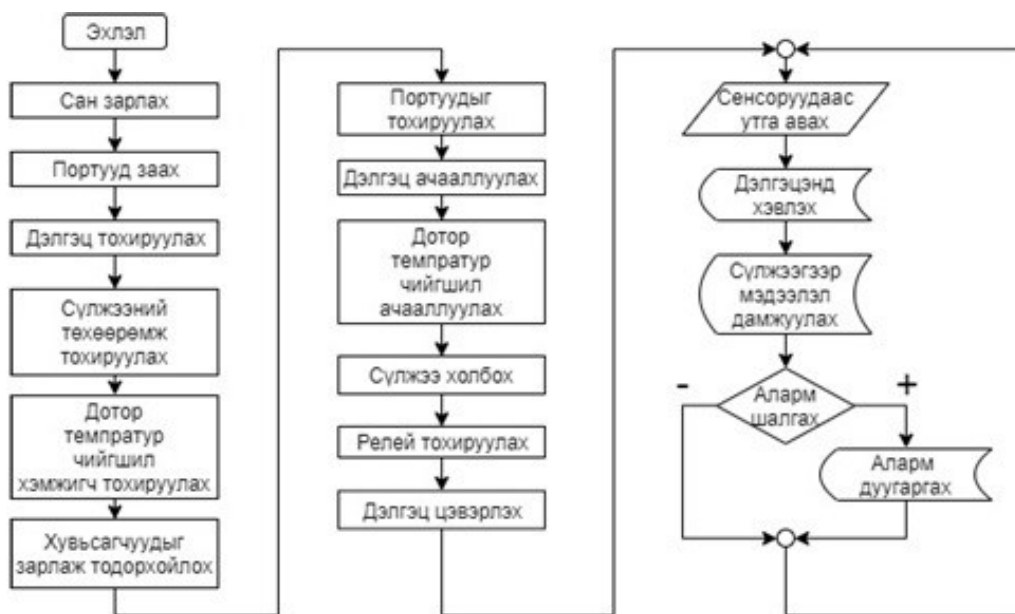 Эхлэл
Сан зарлах
Портууд заах
Дэлгэц тохируулах
Сүлжээний
төхөөрөмж
тохируулах
Дотор
темпратур
чийгшил
хэмжигч тохируулах
Хувьсагчуудыг
зарлаж тодорхойлох
Портуудыг
тохируулах
Дэлгэц ачааллуулах
Дотор
темпратур
чийгшил
ачааллуулах
Сүлжээ холбох
Релей тохируулах
Дэлгэц цэвэрлэх
Сенсоруудаас
утга авах
Дэлгэцэнд
хэвлэх
Сүлжээгээр
мэдээлэл
дамжуулах
- +
Аларм
шалгах
Аларм
дуугаргах